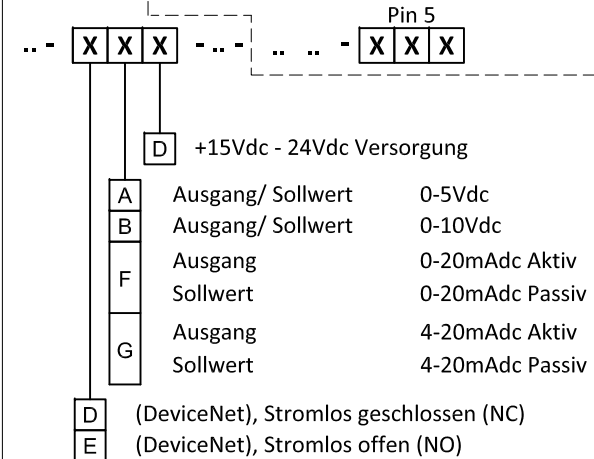 Pin 5
.. - X X X - .. - .. .. - X X X
D +15Vdc - 24Vdc Versorgung
A Ausgang/ Sollwert 0-5Vdc
B Ausgang/ Sollwert 0-10Vdc
F Ausgang 0-20mAdc Aktiv
Sollwert 0-20mAdc Passiv
G Ausgang 4-20mAdc Aktiv
Sollwert 4-20mAdc Passiv
D (DeviceNet), Stromlos geschlossen (NC)
E (DeviceNet), Stromlos offen (NO)